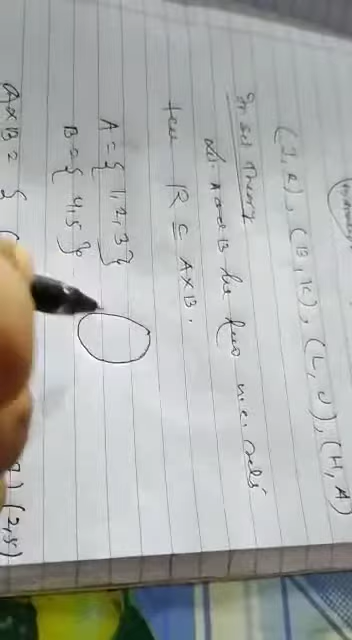 (J, R), (B, K), (L, U), (H, A)
In set Theory
Let A and B be two n.e. sets
then R ⊆ A×B.
A = { 1, 2, 3 }
B = { 4, 5 }
A×B = { (
) (2,5)